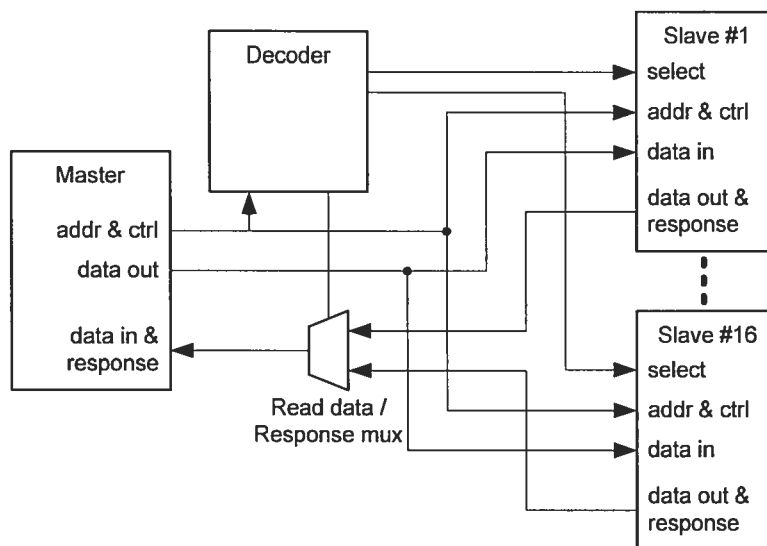 Decoder
Slave #1
select
addr & ctrl
data in
data out &
response
Master
addr & ctrl
data out
data in &
response
Read data /
Response mux
Slave #16
select
addr & ctrl
data in
data out &
response